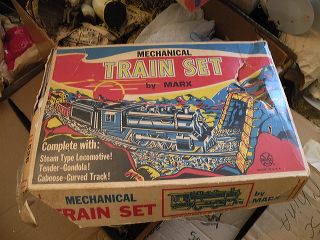 MECHANICAL
TRAIN SET
by MARX
Complete with:
Steam Type Locomotive!
Tender-Gondola!
Caboose-Curved Track!
MECHANICAL
TRAIN SET
by
MARX